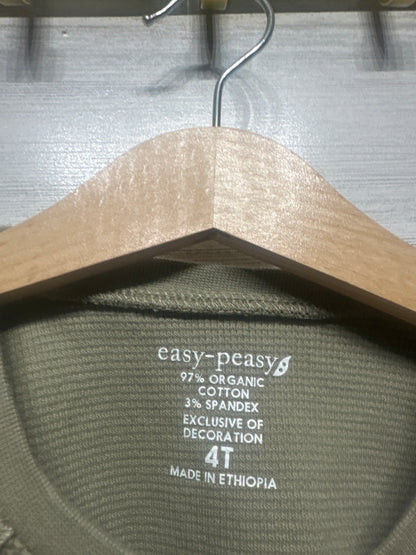 easy-peasy
97% ORGANIC
COTTON
3% SPANDEX
EXCLUSIVE OF
DECORATION
4T
MADE IN ETHIOPIA